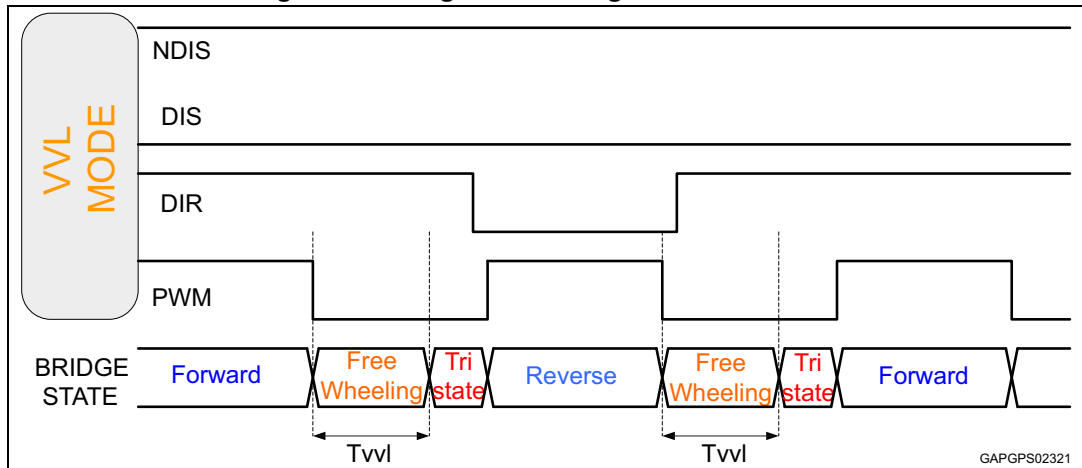 VVL
MODE
NDIS
DIS
DIR
PWM
BRIDGE
STATE
Forward
Free
Wheeling
Tri
state
Reverse
Free
Wheeling
Tri
state
Forward
Tvvl
Tvvl
GAPGPS02321